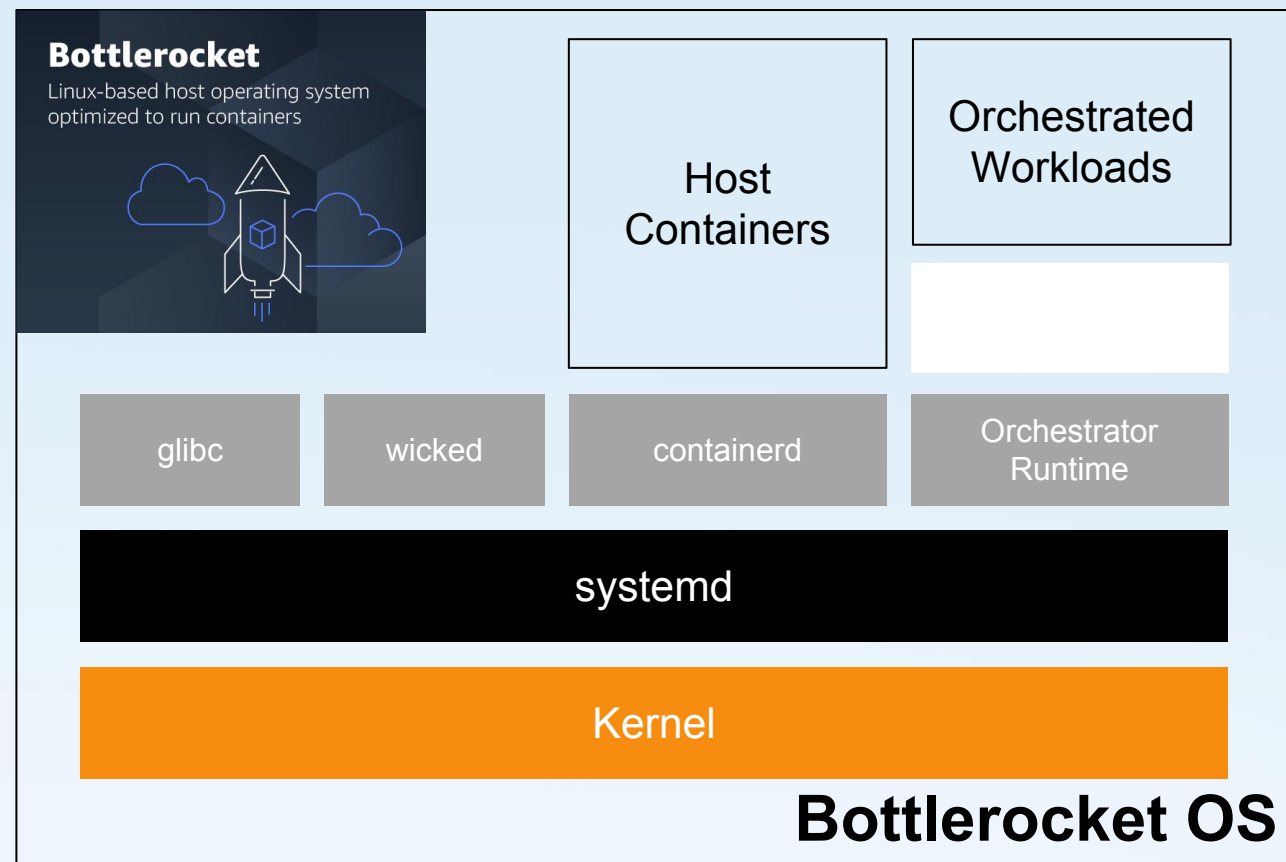 Bottlerocket
Linux-based host operating system
optimized to run containers
Host
Containers
Orchestrated
Workloads
glibc
wicked
containerd
Orchestrator
Runtime
systemd
Kernel
Bottlerocket OS